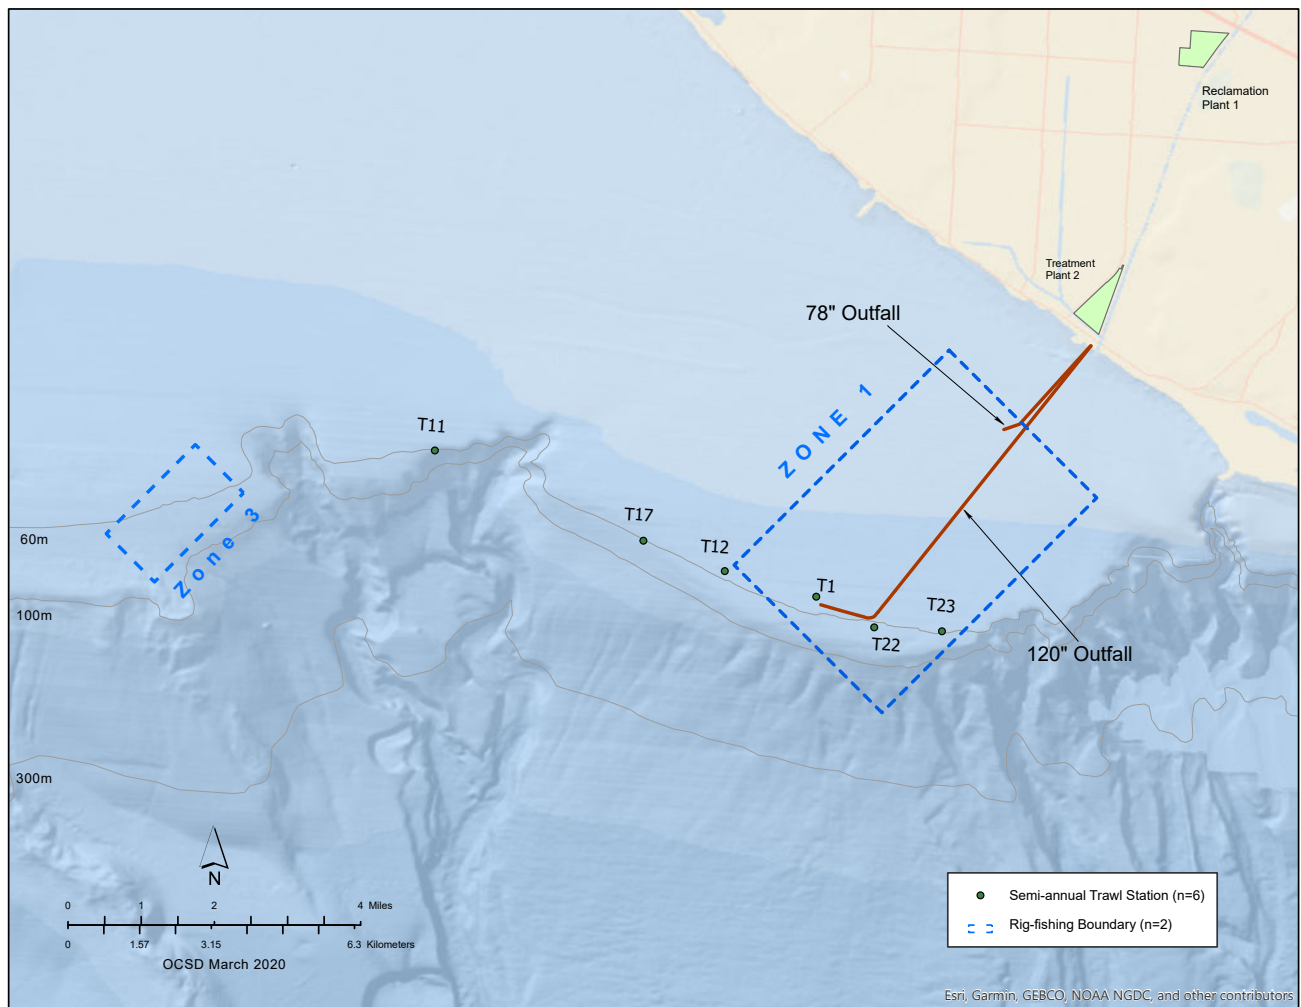 Reclamation
Plant 1
Treatment
Plant 2
78" Outfall
ZONE 1
T11
Zone 3
T17
60m
T12
T1
T23
100m
T22
120" Outfall
300m
N
0 1 2 4 Miles
0 1.57 3.15 6.3 Kilometers
OCSD March 2020
Semi-annual Trawl Station (n=6)
Rig-fishing Boundary (n=2)
Esri, Garmin, GEBCO, NOAA NGDC, and other contributors